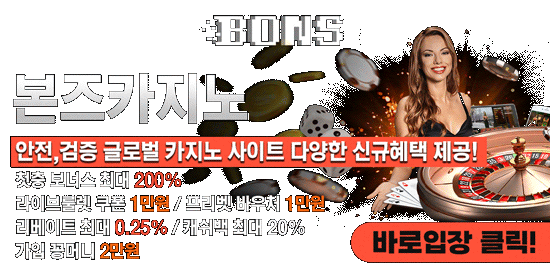 BONS
본즈카지노
안전,검증 글로벌 카지노 사이트 다양한 신규혜택 제공!
첫충 보너스 최대 200%
라이브룰렛 쿠폰 1만원 / 프리벳 바우처 1만원
리베이트 최대 0.25% / 캐쉬백 최대 20%
가입 꽁머니 2만원
바로입장 클릭!